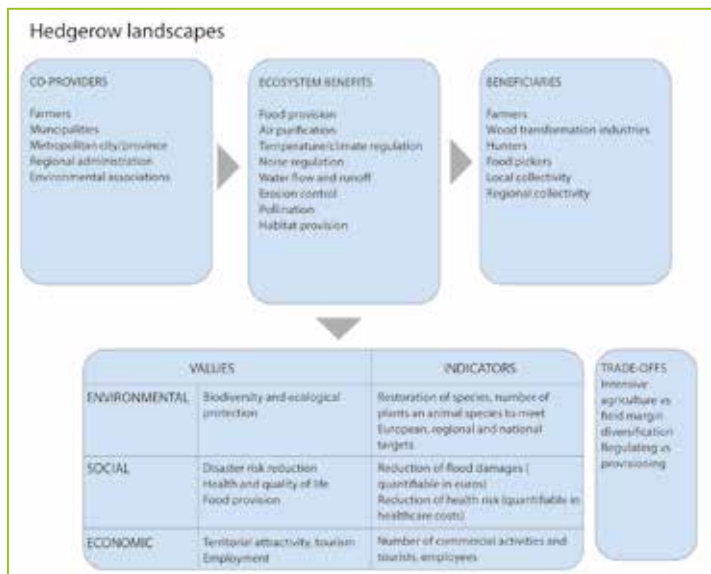 Hedgerow landscapes
CO-PROVIDERS
Farmers
Muncipalities
Metropolitan city/province
Regional administration
Environmental associations
ECOSYSTEM BENEFITS
Food provision
Air purification
Temperature/climate regulation
Noise regulation
Water flow and runoff
Erocion control
Pollination
Habitat provision
BENEFICIARIES
Farmers
Wood transformation industries
Hunters
Food pickers
Local collectivity
Regional collectivity
VALUES
INDICATORS
ENVIRONMENTAL
Biodiversity and ecological
protection
Restoration of species, number of
plants an animal species to meet
European, regional and national
targets
SOCIAL
Disaster risk reduction
Health and quality of life
Food provision
Reduction of flood damages (
quantifiable in euros)
Reduction of health risk (quantifiable in
healthcare costs)
ECONOMIC
Territorial attractivity, tourism
Employment
Number of commercial activities and
tourists, employees
TRADE-OFFS
Intensive
agriculture vs
field margin
diversification
Regulating vs
provisioning